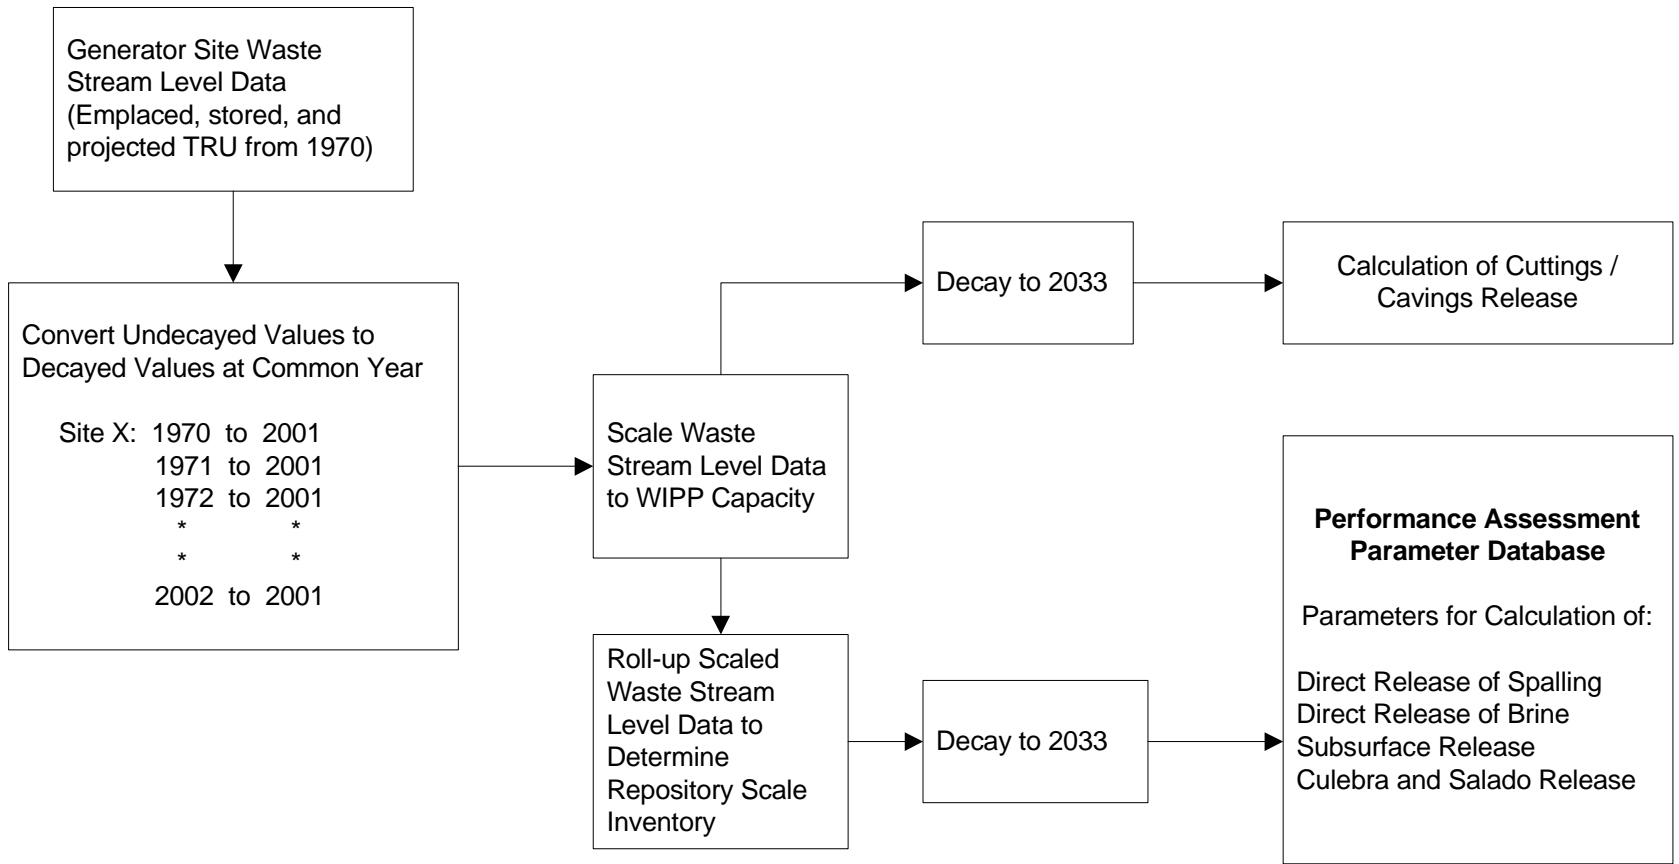 Generator Site Waste
Stream Level Data
(Emplaced, stored, and
projected TRU from 1970)
Convert Undecayed Values to
Decayed Values at Common Year
Site X: 1970 to 2001
1971 to 2001
1972 to 2001
* *
* *
2002 to 2001
Scale Waste
Stream Level Data
to WIPP Capacity
Decay to 2033
Calculation of Cuttings /
Cavings Release
Roll-up Scaled
Waste Stream
Level Data to
Determine
Repository Scale
Inventory
Decay to 2033
Performance Assessment
Parameter Database
Parameters for Calculation of:
Direct Release of Spalling
Direct Release of Brine
Subsurface Release
Culebra and Salado Release